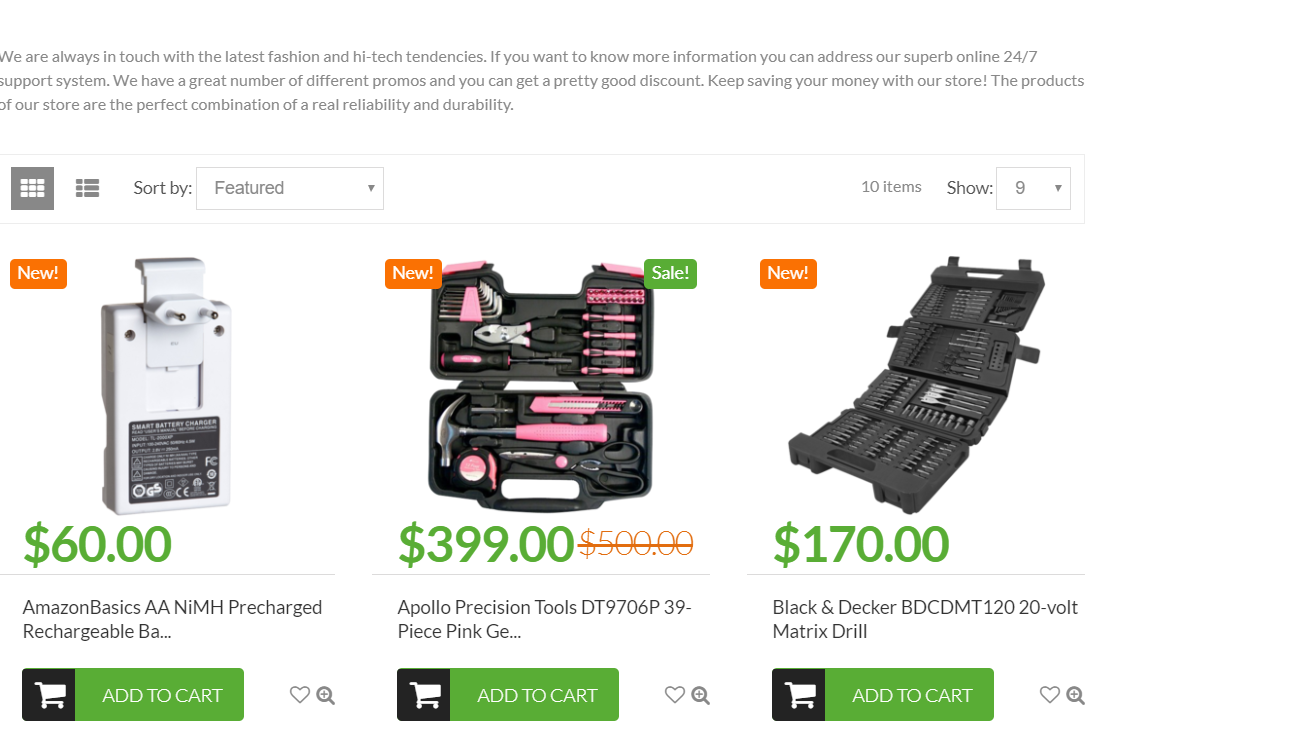 We are always in touch with the latest fashion and hi-tech tendencies. If you want to know more information you can address our superb online 24/7
support system. We have a great number of different promos and you can get a pretty good discount. Keep saving your money with our store! The products
of our store are the perfect combination of a real reliability and durability.
Sort by: Featured 10 items Show: 9
New! New! Sale! New!
SMART BATTERY CHARGER
READ USER'S MANUAL BEFORE CHARGING
$60.00 $399.00 $500.00 $170.00
AmazonBasics AA NiMH Precharged
Rechargeable Ba...
Apollo Precision Tools DT9706P 39-
Piece Pink Ge...
Black & Decker BDCDMT120 20-volt
Matrix Drill
ADD TO CART ADD TO CART ADD TO CART